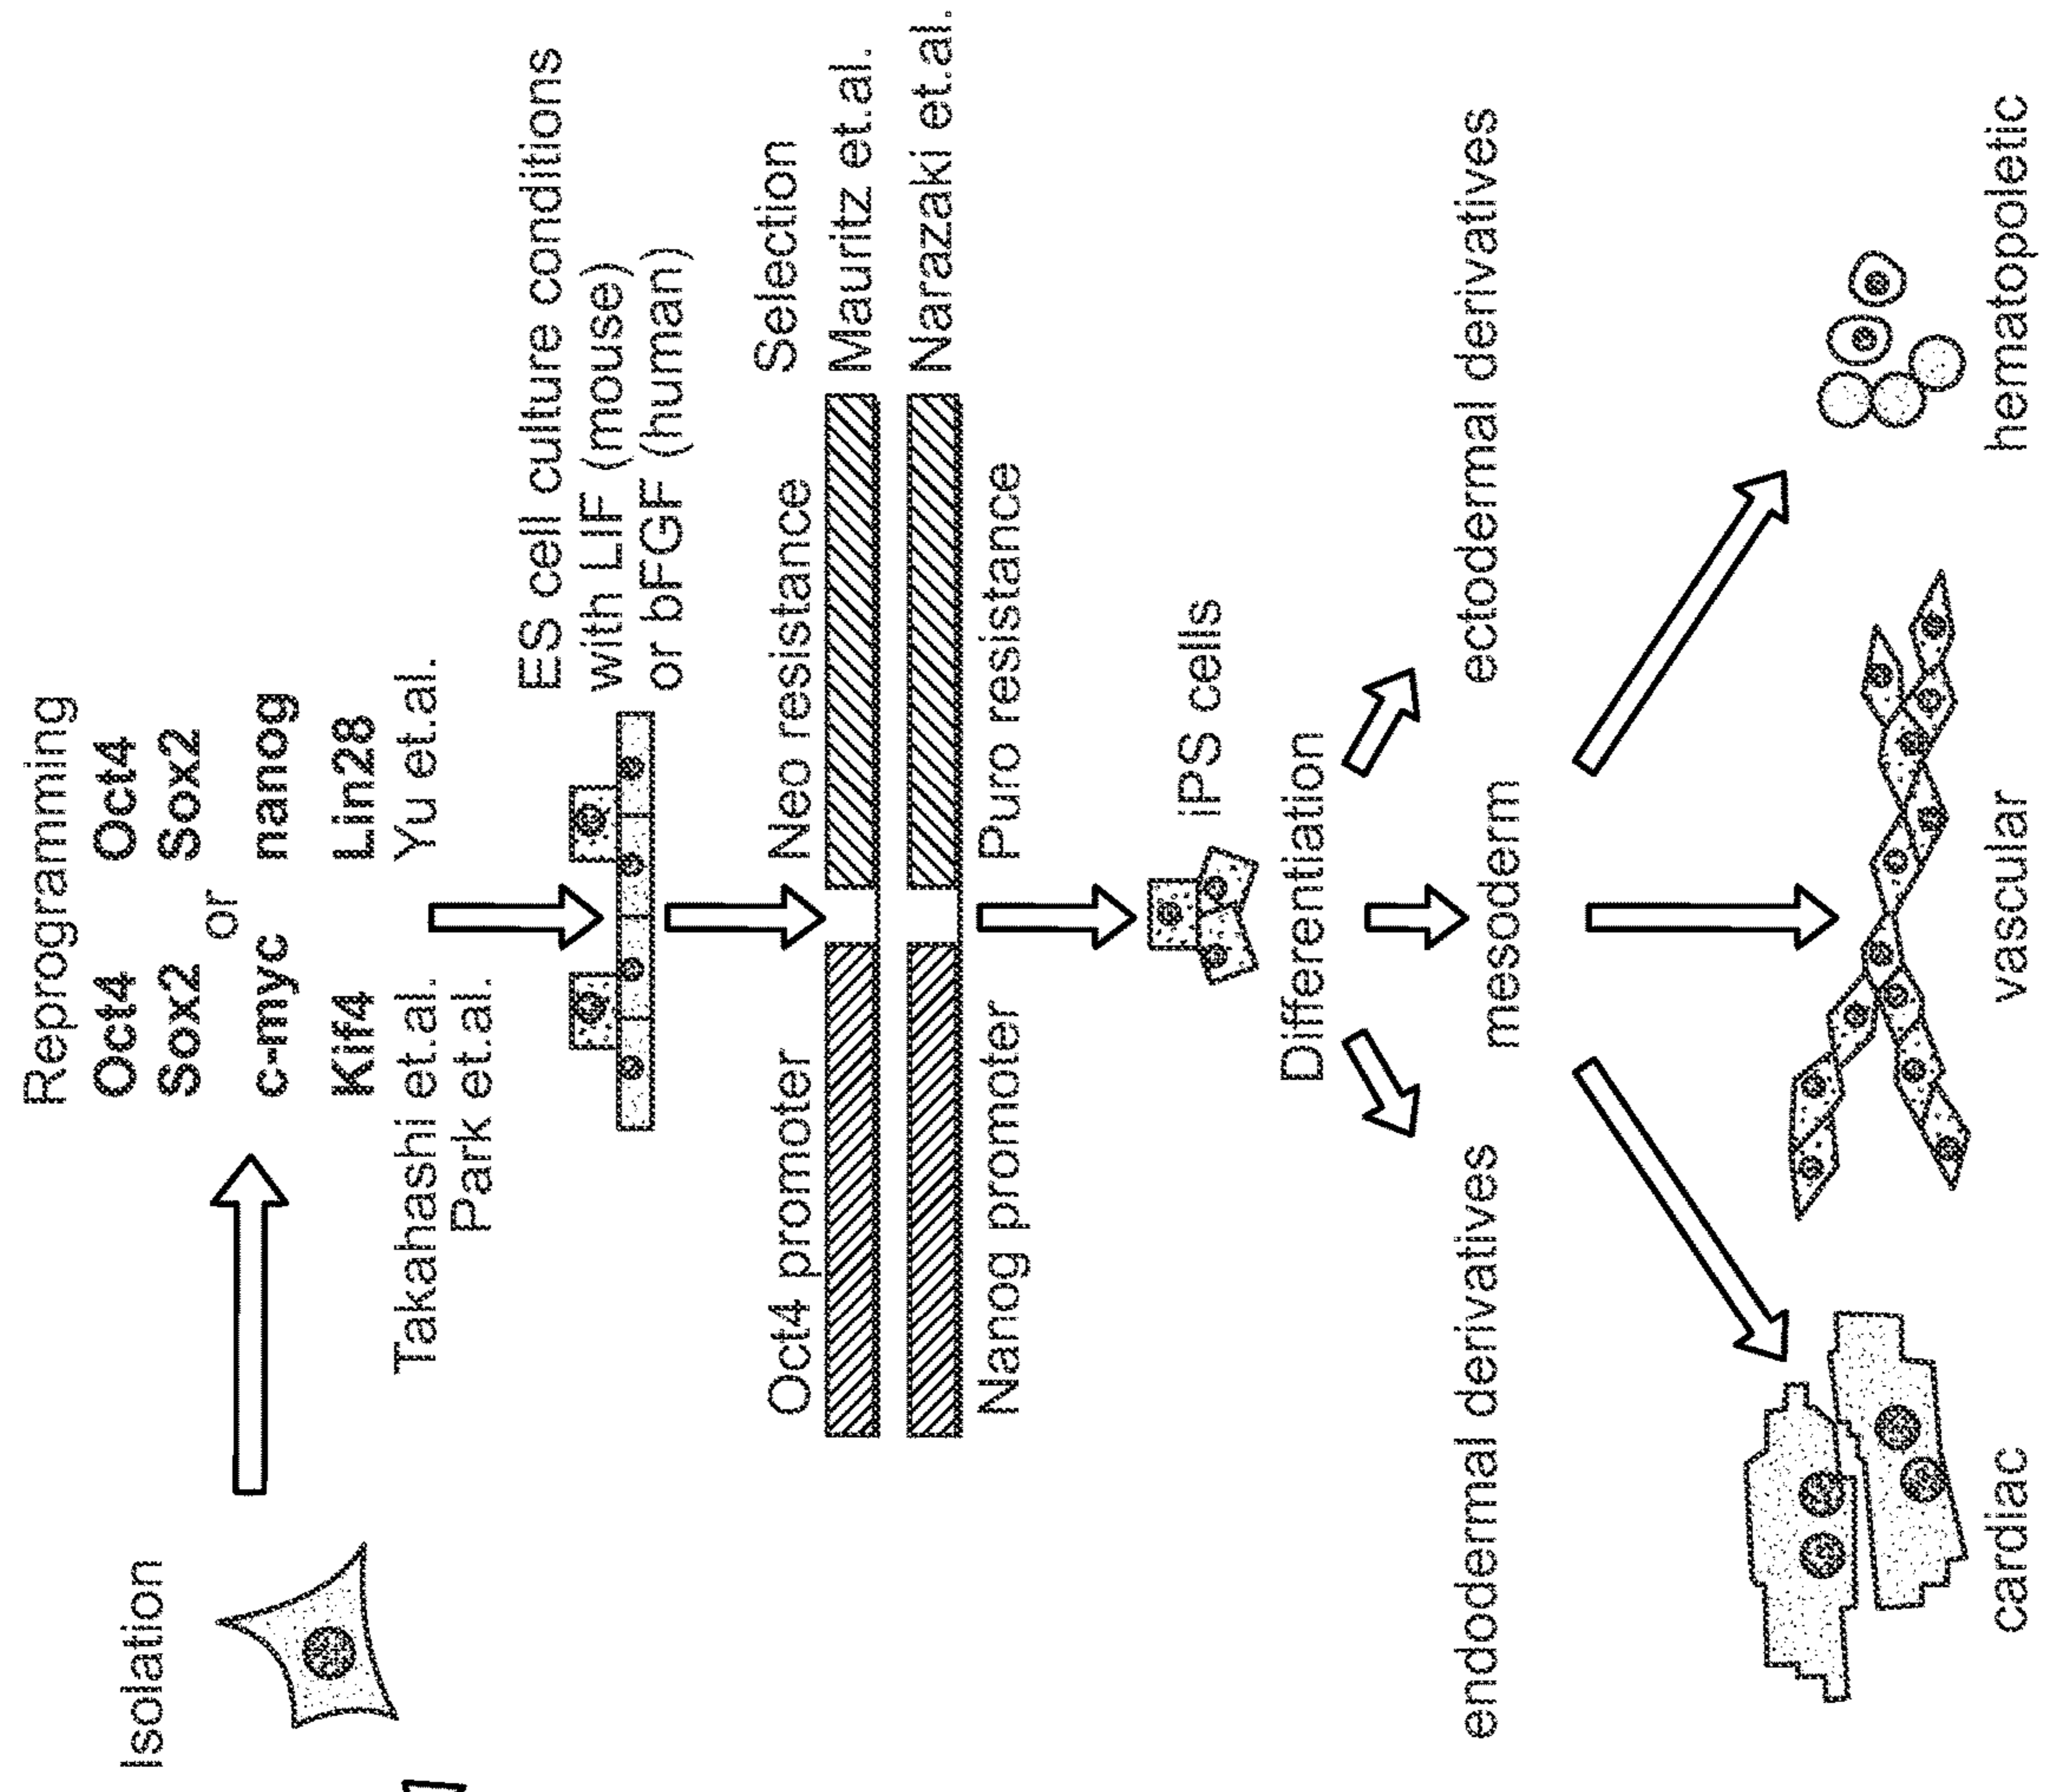 Isolation
Reprogramming
Oct4 Oct4
Sox2 Sox2
or
c-myc nanog
Klf4 Lin28
Takahashi et.al. Yu et.al.
Park et.al.
ES cell culture conditions
with LIF (mouse)
or bFGF (human)
Selection
Oct4 promoter Neo resistance
Mauritz et.al.
Narazaki et.al.
Nanog promoter Puro resistance
iPS cells
Differentiation
endodermal derivatives ectodermal derivatives
mesoderm
cardiac vascular hematopoletic